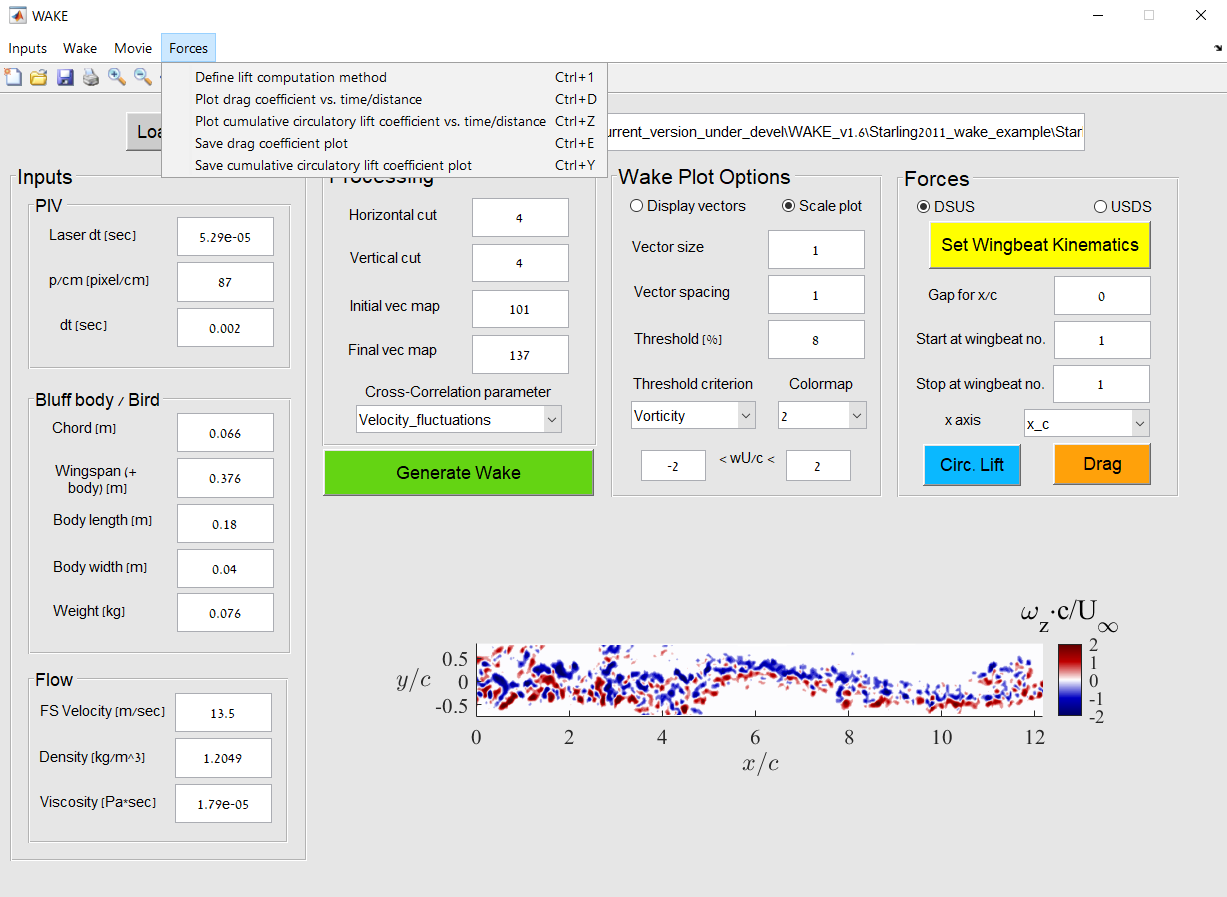 WAKE
Inputs Wake Movie Forces
Define lift computation method Ctrl+1
Plot drag coefficient vs. time/distance Ctrl+D
Plot cumulative circulatory lift coefficient vs. time/distance Ctrl+Z
Save drag coefficient plot Ctrl+E
Save cumulative circulatory lift coefficient plot Ctrl+Y
urrent_version_under_devel\WAKE_v1.6\Starling2011_wake_example\Star
Inputs
PIV
Laser dt [sec] 5.29e-05
p/cm [pixel/cm] 87
dt [sec] 0.002
Bluff body / Bird
Chord [m] 0.066
Wingspan (+
body) [m] 0.376
Body length [m] 0.18
Body width [m] 0.04
Weight [kg] 0.076
Flow
FS Velocity [m/sec] 13.5
Density [kg/m^3] 1.2049
Viscosity [Pa*sec] 1.79e-05
Processing
Horizontal cut 4
Vertical cut 4
Initial vec map 101
Final vec map 137
Cross-Correlation parameter
Velocity_fluctuations
Generate Wake
Wake Plot Options
Display vectors Scale plot
Vector size 1
Vector spacing 1
Threshold [%] 8
Threshold criterion Colormap
Vorticity 2
-2 < wU/c < 2
Forces
DSUS USDS
Set Wingbeat Kinematics
Gap for x/c 0
Start at wingbeat no. 1
Stop at wingbeat no. 1
x axis x_c
Circ. Lift Drag
ω_z·c/U_∞
0.5
0
-0.5
y/c
0 2 4 6 8 10 12
x/c
2
1
0
-1
-2